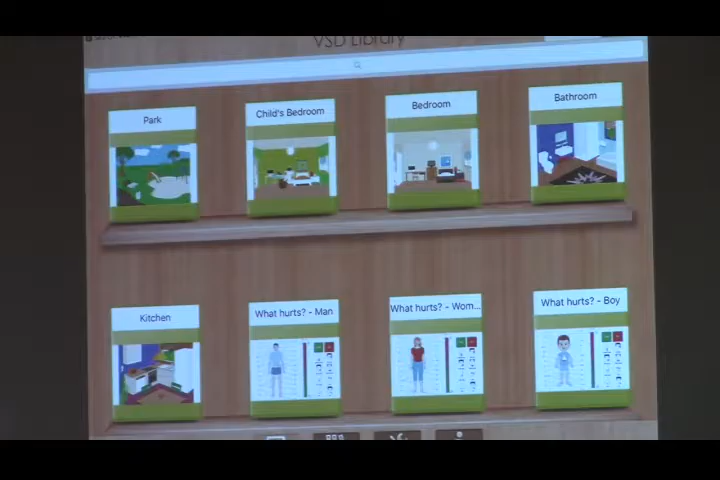 VSD Library
Park
Child's Bedroom
Bedroom
Bathroom
Kitchen
What hurts? - Man
What hurts? - Wom...
What hurts? - Boy